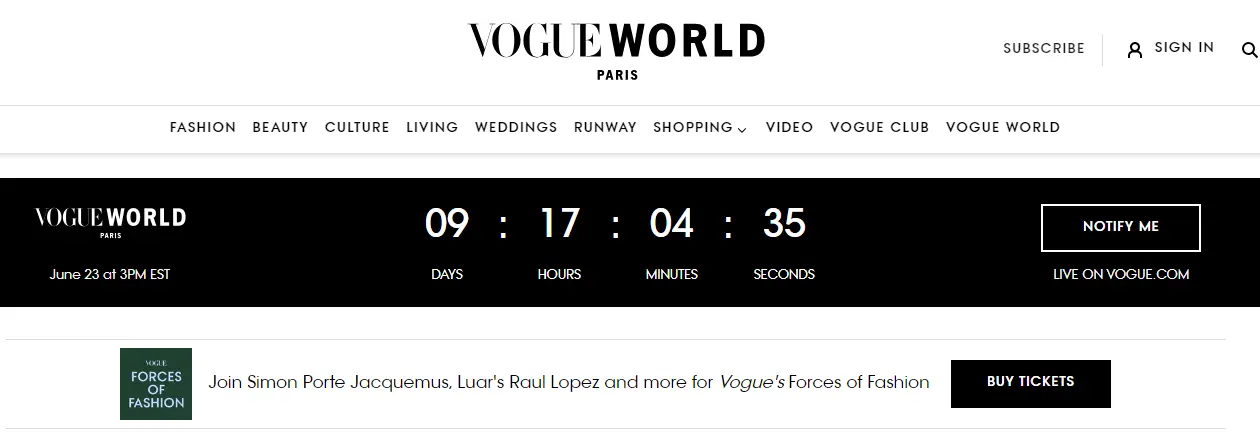 VOGUE WORLD
PARIS
SUBSCRIBE
SIGN IN
FASHION BEAUTY CULTURE LIVING WEDDINGS RUNWAY SHOPPING VIDEO VOGUE CLUB VOGUE WORLD
VOGUE WORLD
PARIS
June 23 at 3PM EST
09 : 17 : 04 : 35
DAYS HOURS MINUTES SECONDS
NOTIFY ME
LIVE ON VOGUE.COM
VOGUE
FORCES
OF
FASHION
Join Simon Porte Jacquemus, Luar's Raul Lopez and more for Vogue's Forces of Fashion
BUY TICKETS